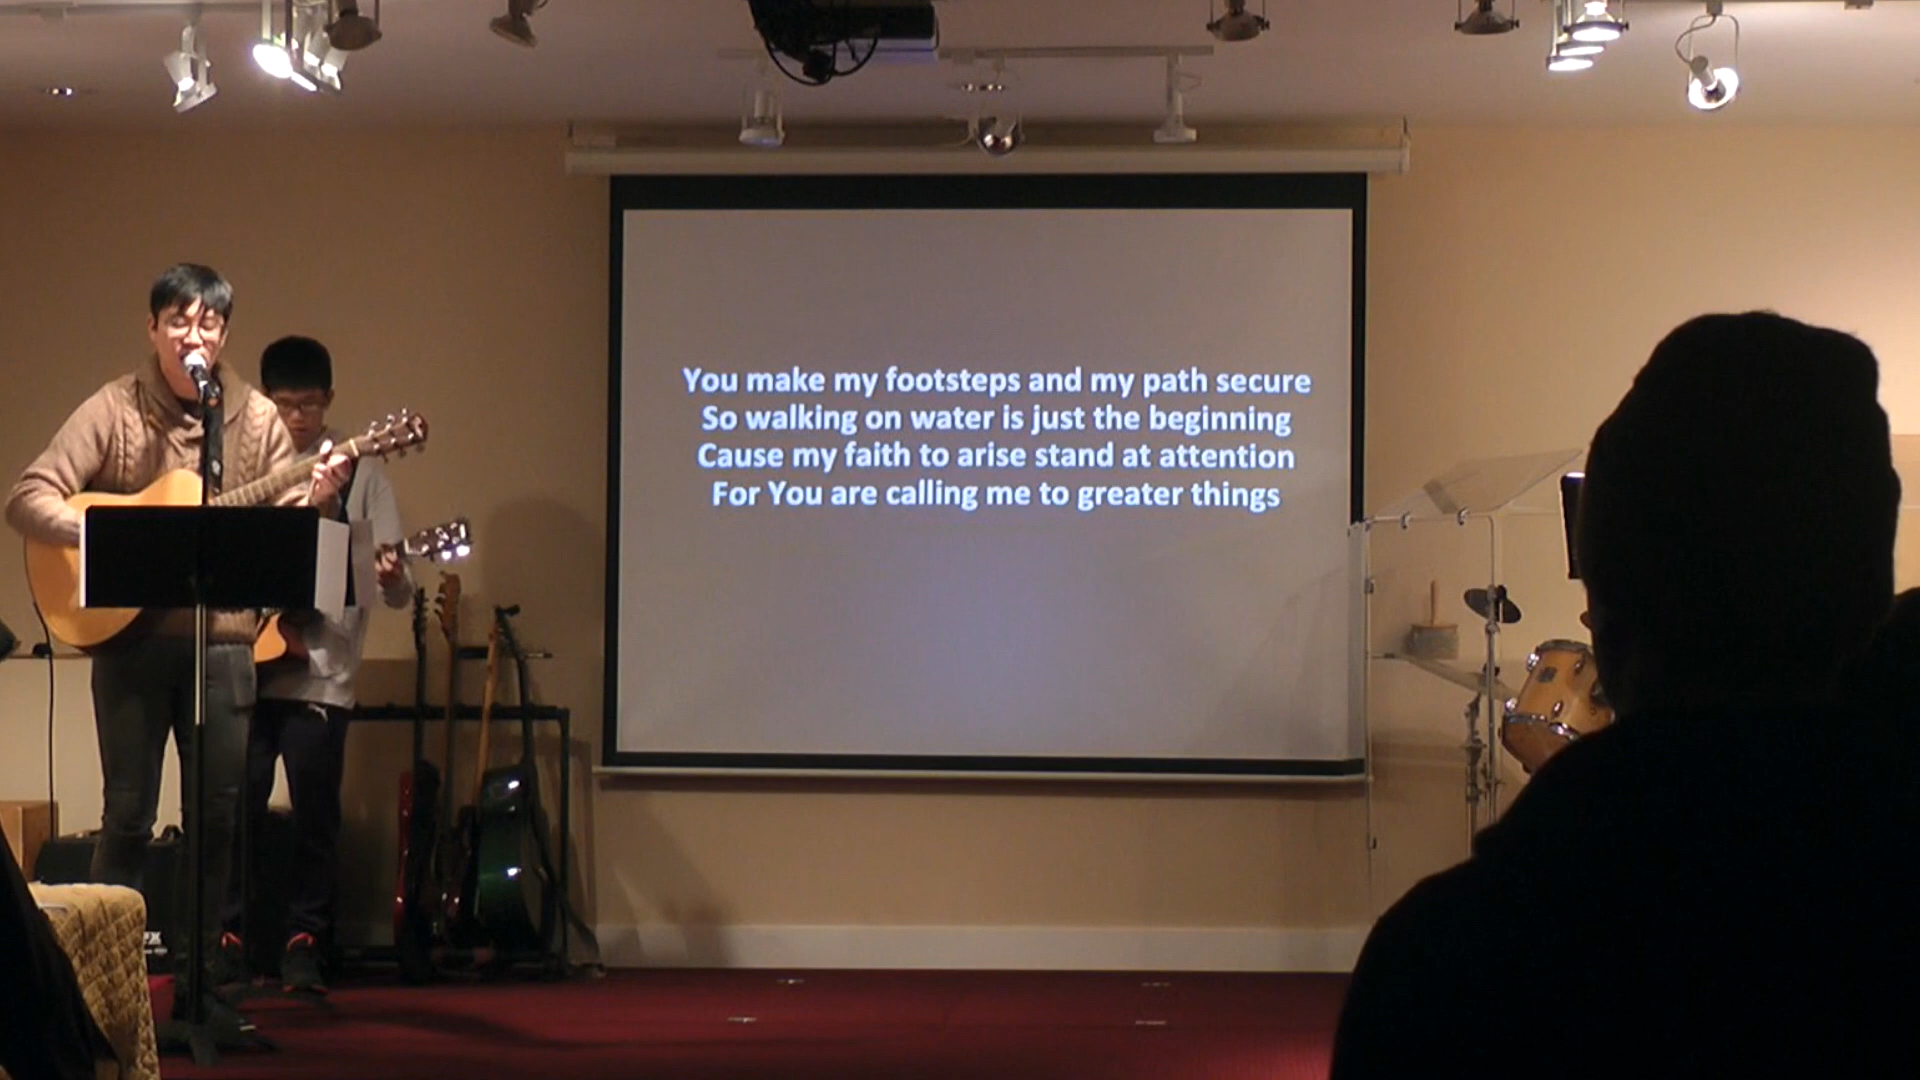 You make my footsteps and my path secure
So walking on water is just the beginning
Cause my faith to arise stand at attention
For You are calling me to greater things